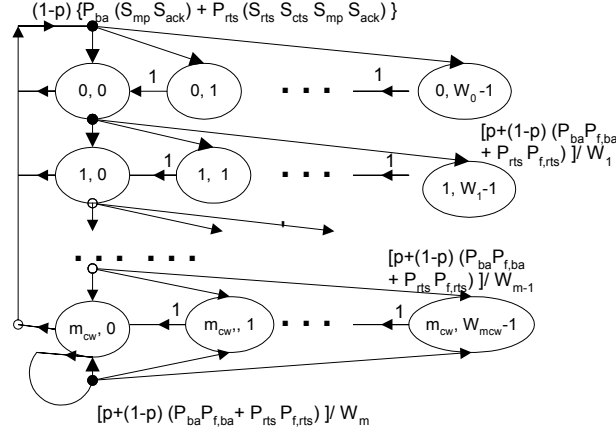 (1-p) {P_ba (S_mp S_ack) + P_rts (S_rts S_cts S_mp S_ack) }
0, 0 1 0, 1 . . . 1 0, W_0-1
[p+(1-p) (P_ba P_f,ba
+ P_rts P_f,rts) ]/ W_1
1, 0 1 1, 1 . . . 1 1, W_1-1
. . . . . .
[p+(1-p) (P_ba P_f,ba
+ P_rts P_f,rts) ]/ W_m-1
m_cw, 0 1 m_cw,, 1 . . . 1 m_cw, W_mcw-1
[p+(1-p) (P_ba P_f,ba+ P_rts P_f,rts) ]/ W_m